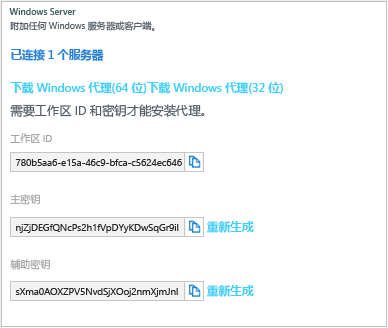 Windows Server
附加任何 Windows 服务器或客户端。
已连接 1 个服务器
下载 Windows 代理(64 位)下载 Windows 代理(32 位)
需要工作区 ID 和密钥才能安装代理。
工作区 ID
780b5aa6-e15a-46c9-bfca-c5624ec646
主密钥
njZjDEGfQNcPs2h1fVpDYyKDwSqGr9il 重新生成
辅助密钥
sXma0AOXZPV5NvdSjXOoj2nmXjmJnl 重新生成